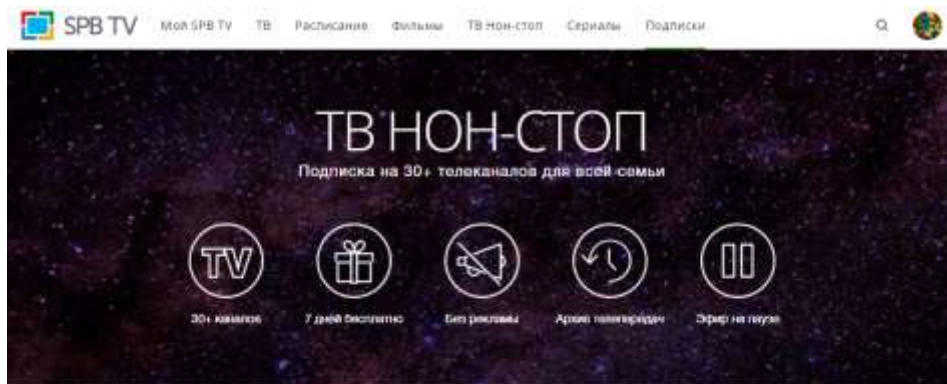 SPB TV Мой SPB TV ТВ Расписание Фильмы ТВ Нон-стоп Сериалы Подписки
ТВ НОН-СТОП
Подписка на 30+ телеканалов для всей семьи
TV
30+ каналов 7 дней бесплатно Без рекламы Архив телепередач Эфир на паузе